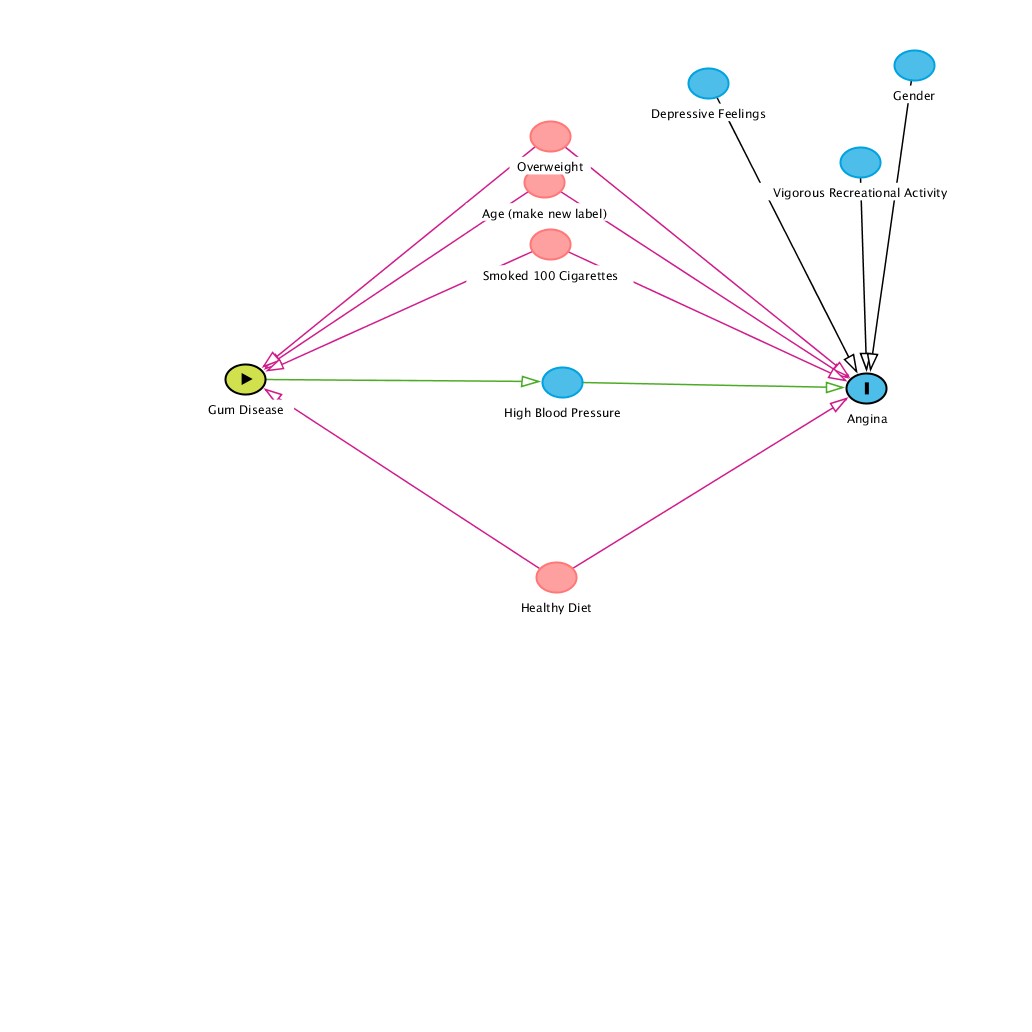 Gender
Depressive Feelings
Overweight
Vigorous Recreational Activity
Age (make new label)
Smoked 100 Cigarettes
Gum Disease
High Blood Pressure
Angina
Healthy Diet